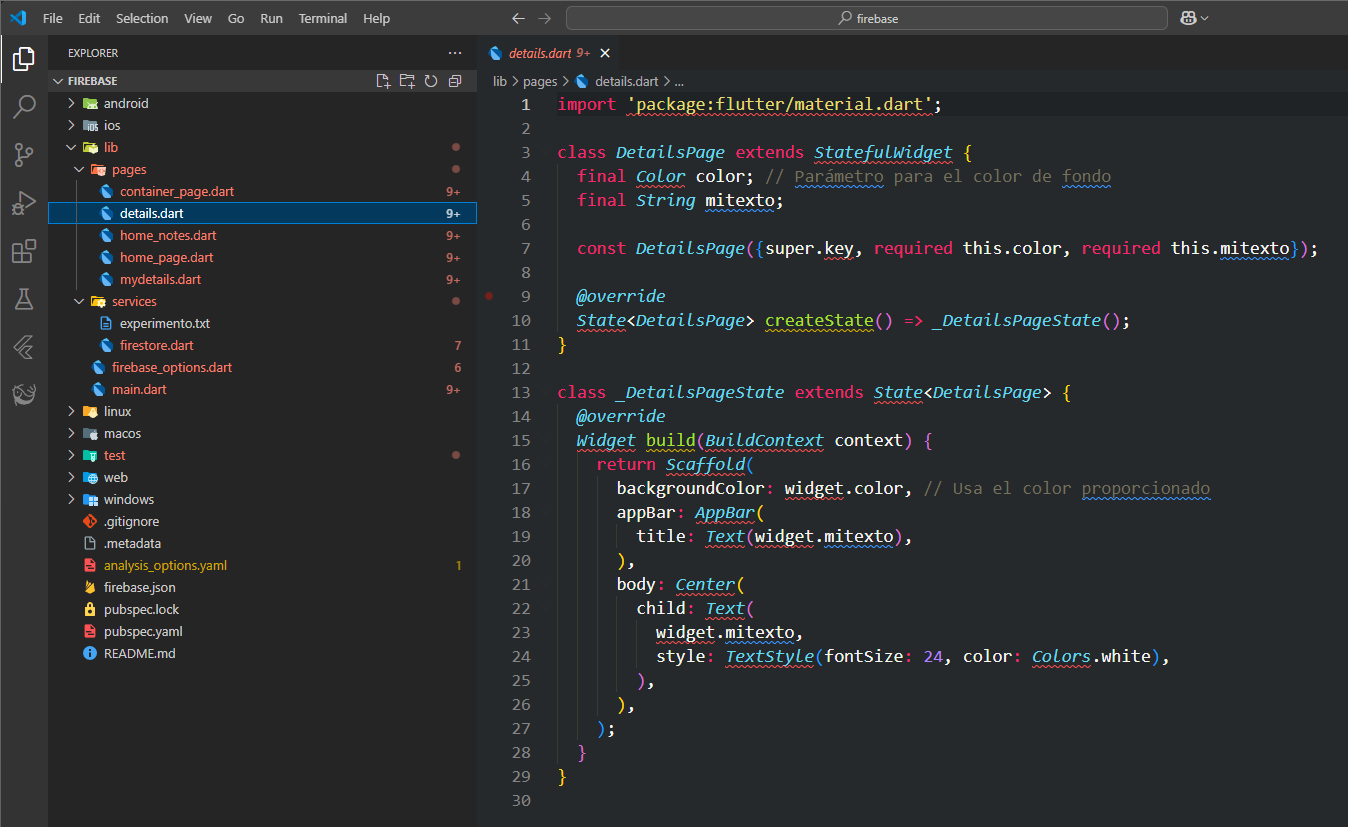 File Edit Selection View Go Run Terminal Help
firebase
EXPLORER
FIREBASE
android
ios
lib
pages
container_page.dart 9+
details.dart 9+
home_notes.dart 9+
home_page.dart 9+
mydetails.dart 9+
services
experimento.txt
firestore.dart 7
firebase_options.dart 6
main.dart 9+
linux
macos
test
web
windows
.gitignore
.metadata
analysis_options.yaml 1
firebase.json
pubspec.lock
pubspec.yaml
README.md
details.dart 9+
lib > pages > details.dart > ...
1 import 'package:flutter/material.dart';
2
3 class DetailsPage extends StatefulWidget {
4 final Color color; // Parámetro para el color de fondo
5 final String mitexto;
6
7 const DetailsPage({super.key, required this.color, required this.mitexto});
8
9 @override
10 State<DetailsPage> createState() => _DetailsPageState();
11 }
12
13 class _DetailsPageState extends State<DetailsPage> {
14 @override
15 Widget build(BuildContext context) {
16 return Scaffold(
17 backgroundColor: widget.color, // Usa el color proporcionado
18 appBar: AppBar(
19 title: Text(widget.mitexto),
20 ),
21 body: Center(
22 child: Text(
23 widget.mitexto,
24 style: TextStyle(fontSize: 24, color: Colors.white),
25 ),
26 ),
27 );
28 }
29 }
30